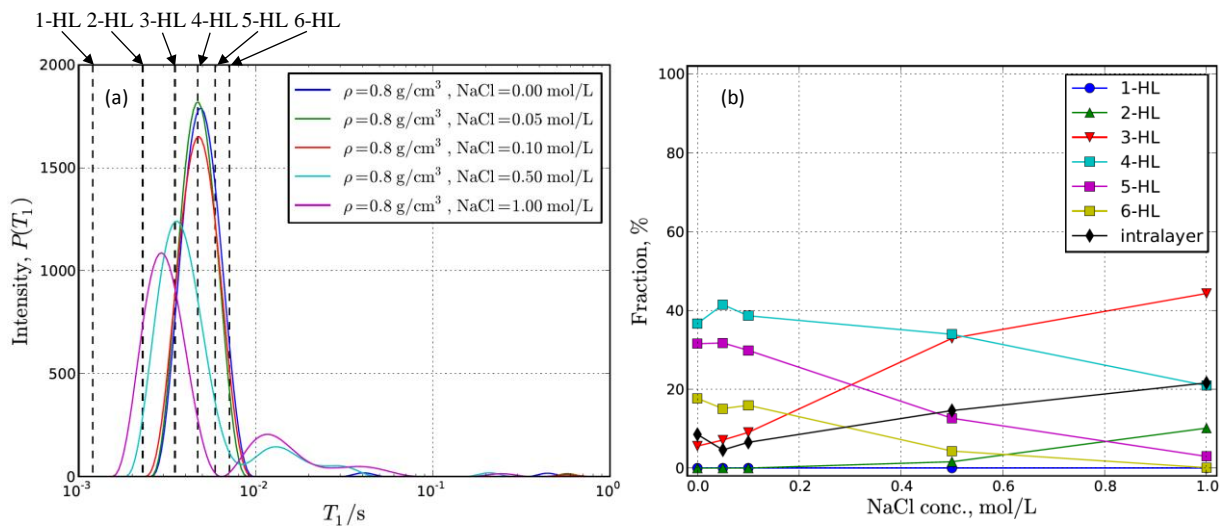 1-HL 2-HL 3-HL 4-HL 5-HL 6-HL
2000
1500
1000
500
0
10⁻³
10⁻²
10⁻¹
10⁰
Intensity, P(T₁)
T₁/s
(a)
ρ=0.8 g/cm³ , NaCl=0.00 mol/L
ρ=0.8 g/cm³ , NaCl=0.05 mol/L
ρ=0.8 g/cm³ , NaCl=0.10 mol/L
ρ=0.8 g/cm³ , NaCl=0.50 mol/L
ρ=0.8 g/cm³ , NaCl=1.00 mol/L
100
80
60
40
20
0
0.0
0.2
0.4
0.6
0.8
1.0
Fraction, %
NaCl conc., mol/L
(b)
1-HL
2-HL
3-HL
4-HL
5-HL
6-HL
intralayer